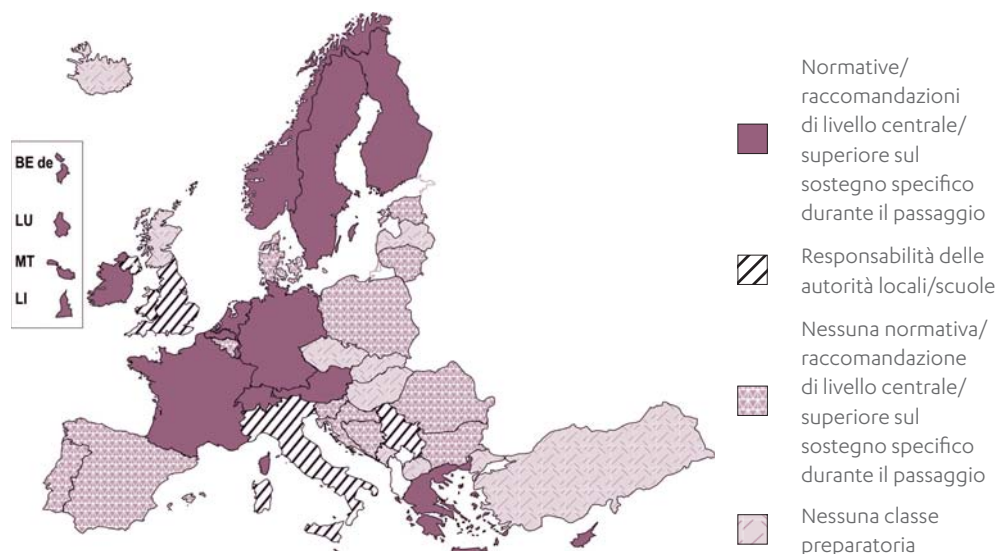 BE de
LU
MT
LI
Normative/
raccomandazioni
di livello centrale/
superiore sul
sostegno specifico
durante il passaggio
Responsabilità delle
autorità locali/scuole
Nessuna normativa/
raccomandazione
di livello centrale/
superiore sul
sostegno specifico
durante il passaggio
Nessuna classe
preparatoria